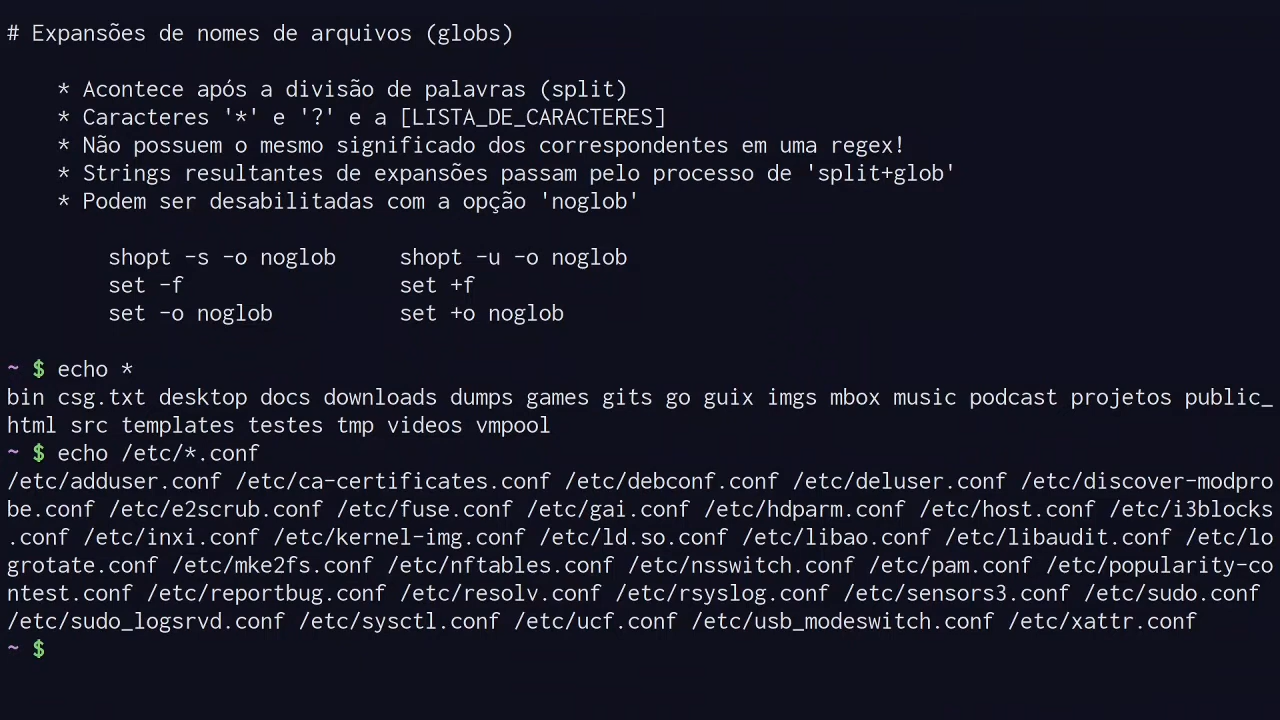 # Expansões de nomes de arquivos (globs)
* Acontece após a divisão de palavras (split)
* Caracteres '*' e '?' e a [LISTA_DE_CARACTERES]
* Não possuem o mesmo significado dos correspondentes em uma regex!
* Strings resultantes de expansões passam pelo processo de 'split+glob'
* Podem ser desabilitadas com a opção 'noglob'
shopt -s -o noglob     shopt -u -o noglob
set -f                 set +f
set -o noglob          set +o noglob
~ $ echo *
bin csg.txt desktop docs downloads dumps games gits go guix imgs mbox music podcast projetos public_
html src templates testes tmp videos vmpool
~ $ echo /etc/*.conf
/etc/adduser.conf /etc/ca-certificates.conf /etc/debconf.conf /etc/deluser.conf /etc/discover-modpro
be.conf /etc/e2scrub.conf /etc/fuse.conf /etc/gai.conf /etc/hdparm.conf /etc/host.conf /etc/i3blocks
.conf /etc/inxi.conf /etc/kernel-img.conf /etc/ld.so.conf /etc/libao.conf /etc/libaudit.conf /etc/lo
grotate.conf /etc/mke2fs.conf /etc/nftables.conf /etc/nsswitch.conf /etc/pam.conf /etc/popularity-co
ntest.conf /etc/reportbug.conf /etc/resolv.conf /etc/rsyslog.conf /etc/sensors3.conf /etc/sudo.conf
/etc/sudo_logsrvd.conf /etc/sysctl.conf /etc/ucf.conf /etc/usb_modeswitch.conf /etc/xattr.conf
~ $